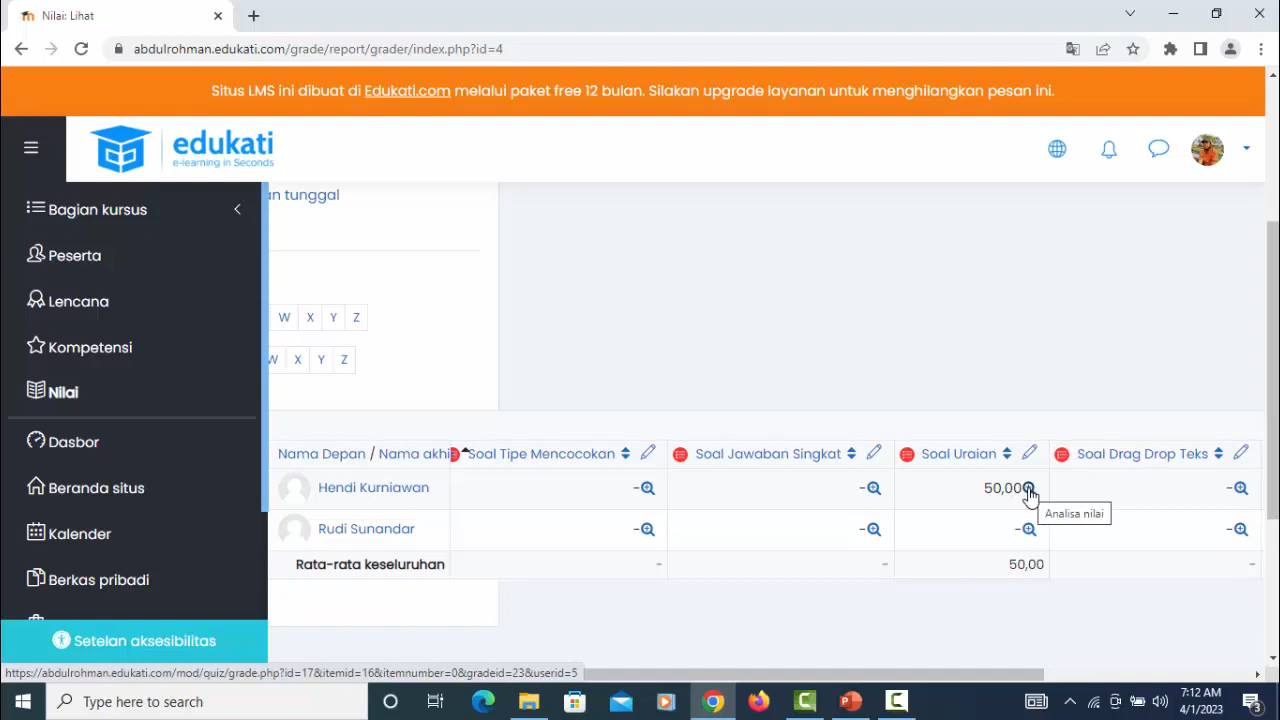 Nilai: Lihat
abdulrohman.edukati.com/grade/report/grader/index.php?id=4
Situs LMS ini dibuat di Edukati.com melalui paket free 12 bulan. Silakan upgrade layanan untuk menghilangkan pesan ini.
edukati
e-learning in Seconds
Bagian kursus
an tunggal
Peserta
Lencana
W X Y Z
Kompetensi
W X Y Z
Nilai
Dasbor
Nama Depan / Nama akhi Soal Tipe Mencocokan Soal Jawaban Singkat Soal Uraian Soal Drag Drop Teks
Beranda situs
Hendi Kurniawan - - 50,00 -
Analisa nilai
Kalender
Rudi Sunandar - - - -
Rata-rata keseluruhan - - 50,00 -
Berkas pribadi
Setelan aksesibilitas
https://abdulrohman.edukati.com/mod/quiz/grade.php?id=17&itemid=16&itemnumber=0&gradeid=23&userid=5
Type here to search
7:12 AM
4/1/2023
3